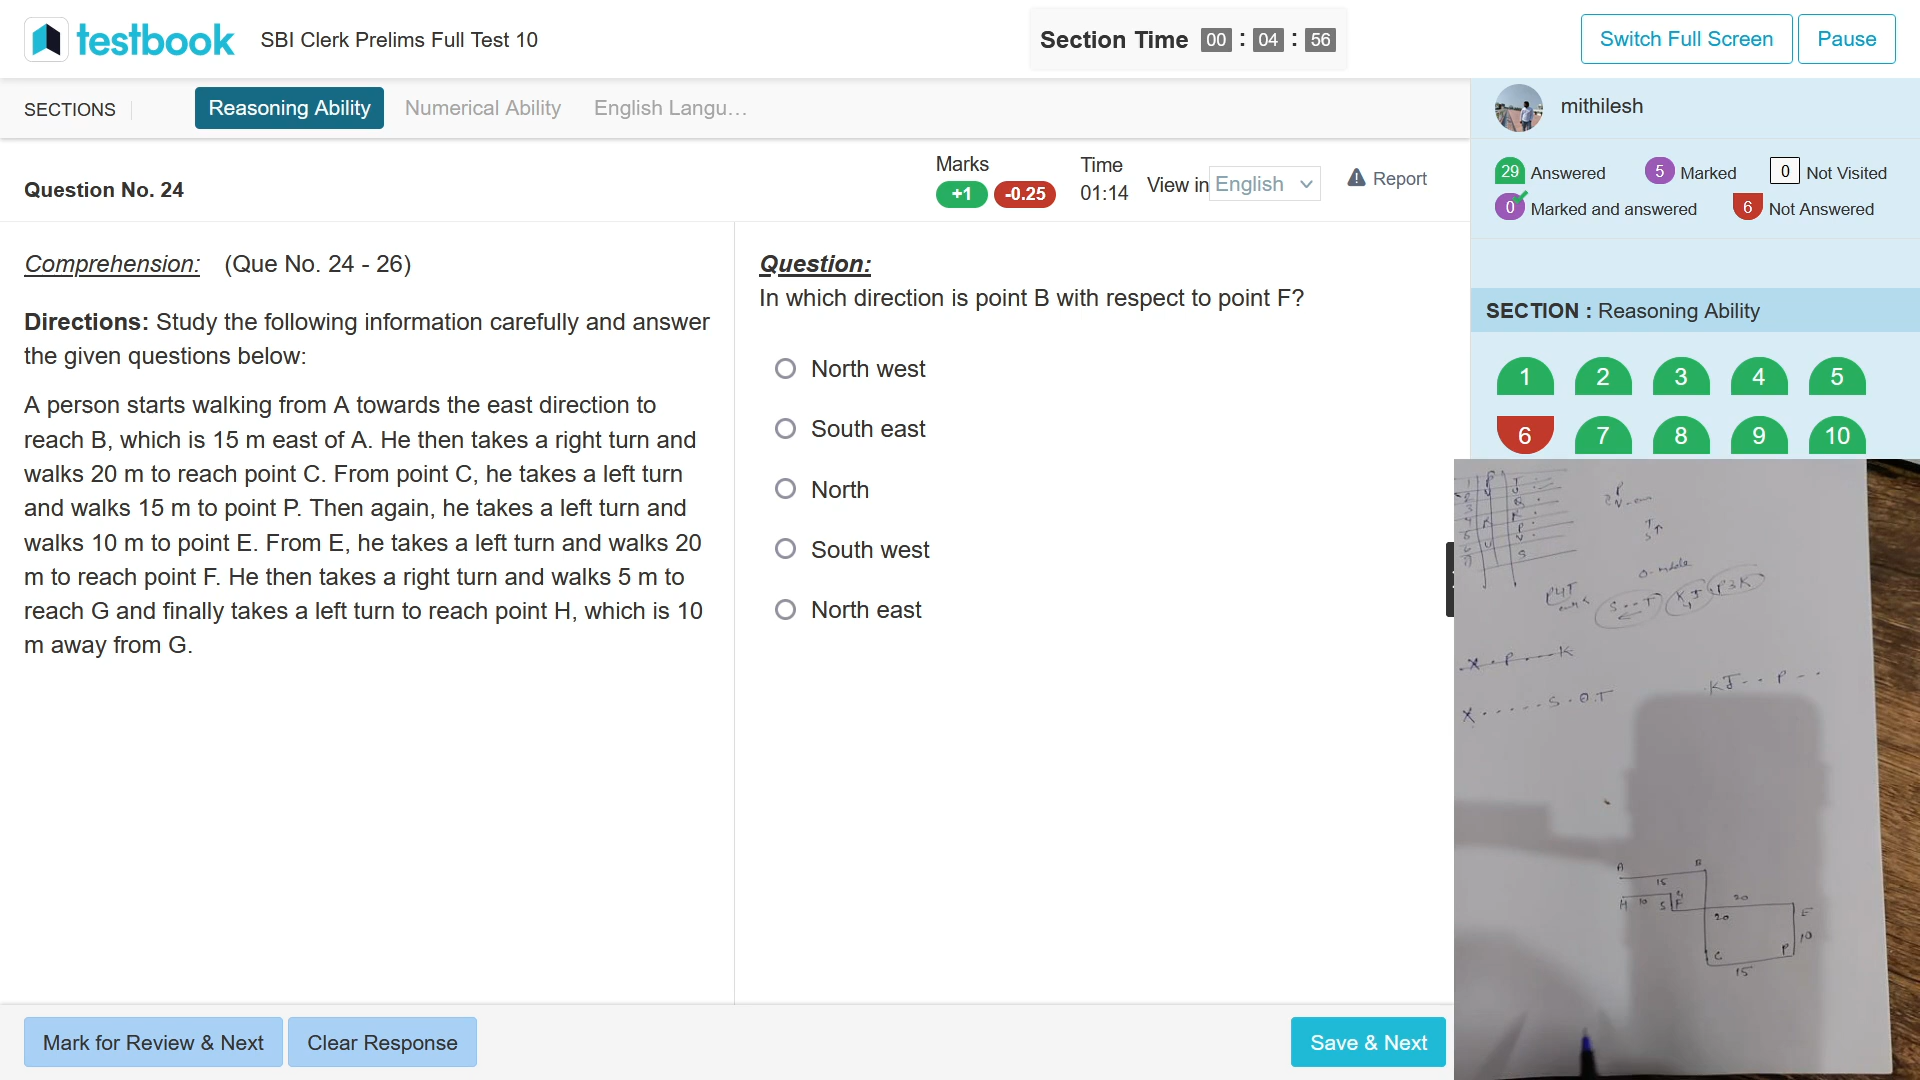 testbook
SBI Clerk Prelims Full Test 10
Section Time 00 : 04 : 56
Switch Full Screen
Pause
SECTIONS
Reasoning Ability
Numerical Ability
English Langu...
mithilesh
Question No. 24
Marks
+1 -0.25
Time
01:14
View in English
Report
29 Answered
5 Marked
0 Not Visited
0 Marked and answered
6 Not Answered
Comprehension: (Que No. 24 - 26)
Directions: Study the following information carefully and answer
the given questions below:
A person starts walking from A towards the east direction to
reach B, which is 15 m east of A. He then takes a right turn and
walks 20 m to reach point C. From point C, he takes a left turn
and walks 15 m to point P. Then again, he takes a left turn and
walks 10 m to point E. From E, he takes a left turn and walks 20
m to reach point F. He then takes a right turn and walks 5 m to
reach G and finally takes a left turn to reach point H, which is 10
m away from G.
Question:
In which direction is point B with respect to point F?
North west
South east
North
South west
North east
SECTION : Reasoning Ability
1 2 3 4 5
6 7 8 9 10
X . P . . . K
X . . . . . S . O . T
K J . . P . .
A B
15
H 10 5 F
20
20 E
10
C P
15
Mark for Review & Next
Clear Response
Save & Next